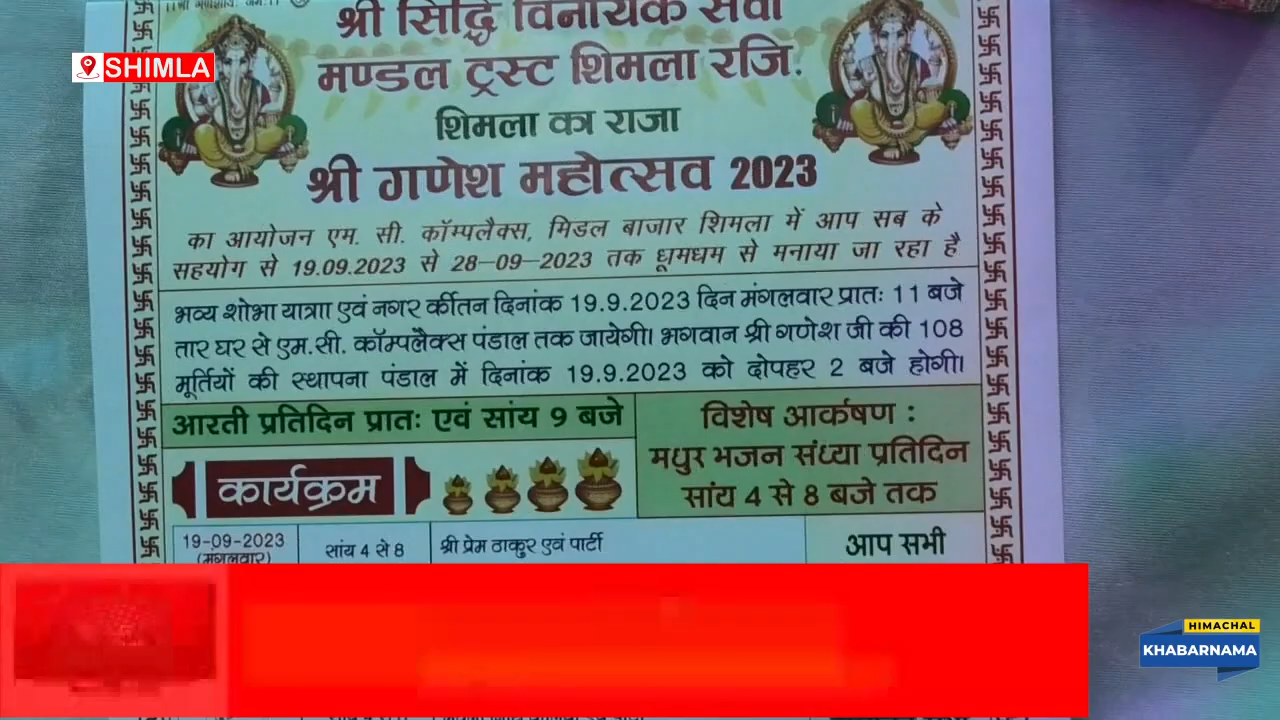 ।।श्री गणेशाय: नम:।।
SHIMLA
श्री सिद्धि विनायक सेवा
मण्डल ट्रस्ट शिमला रजि.
शिमला का राजा
श्री गणेश महोत्सव 2023
का आयोजन एम. सी. कॉम्पलैक्स, मिडल बाजार शिमला में आप सब के
सहयोग से 19.09.2023 से 28-09-2023 तक धूमधम से मनाया जा रहा है
भव्य शोभा यात्राा एवं नगर र्कीतन दिनांक 19.9.2023 दिन मंगलवार प्रातः 11 बजे
तार घर से एम.सी. कॉम्पलैक्स पंडाल तक जायेगी। भगवान श्री गणेश जी की 108
मूर्तियों की स्थापना पंडाल में दिनांक 19.9.2023 को दोपहर 2 बजे होगी।
आरती प्रतिदिन प्रातः एवं सांय 9 बजे
विशेष आर्कषण :
मधुर भजन संध्या प्रतिदिन
सांय 4 से 8 बजे तक
कार्यक्रम
19-09-2023
(मंगलवार)
सांय 4 से 8
श्री प्रेम ठाकुर एवं पार्टी
आप सभी
HIMACHAL
KHABARNAMA